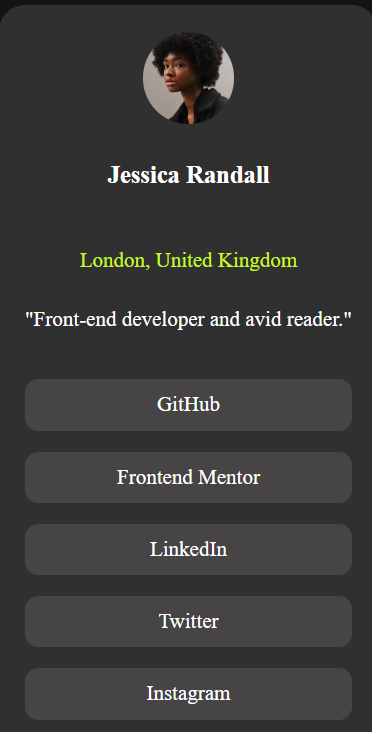 Jessica Randall
London, United Kingdom
"Front-end developer and avid reader."
GitHub
Frontend Mentor
LinkedIn
Twitter
Instagram